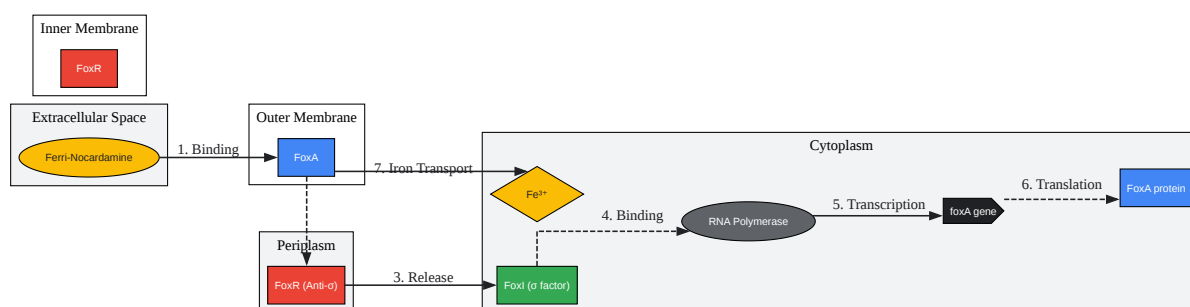 Inner Membrane
FoxR
Extracellular Space
Ferri-Nocardamine
1. Binding
Outer Membrane
FoxA
7. Iron Transport
Periplasm
FoxR (Anti-σ)
3. Release
Cytoplasm
Fe³⁺
FoxI (σ factor)
4. Binding
RNA Polymerase
5. Transcription
foxA gene
6. Translation
FoxA protein